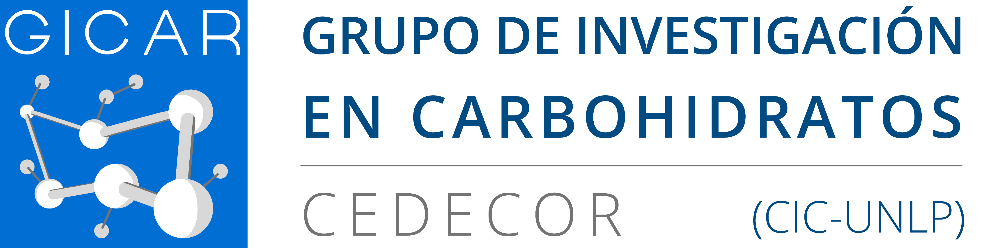 GICAR
GRUPO DE INVESTIGACIÓN
EN CARBOHIDRATOS
CEDECOR (CIC-UNLP)